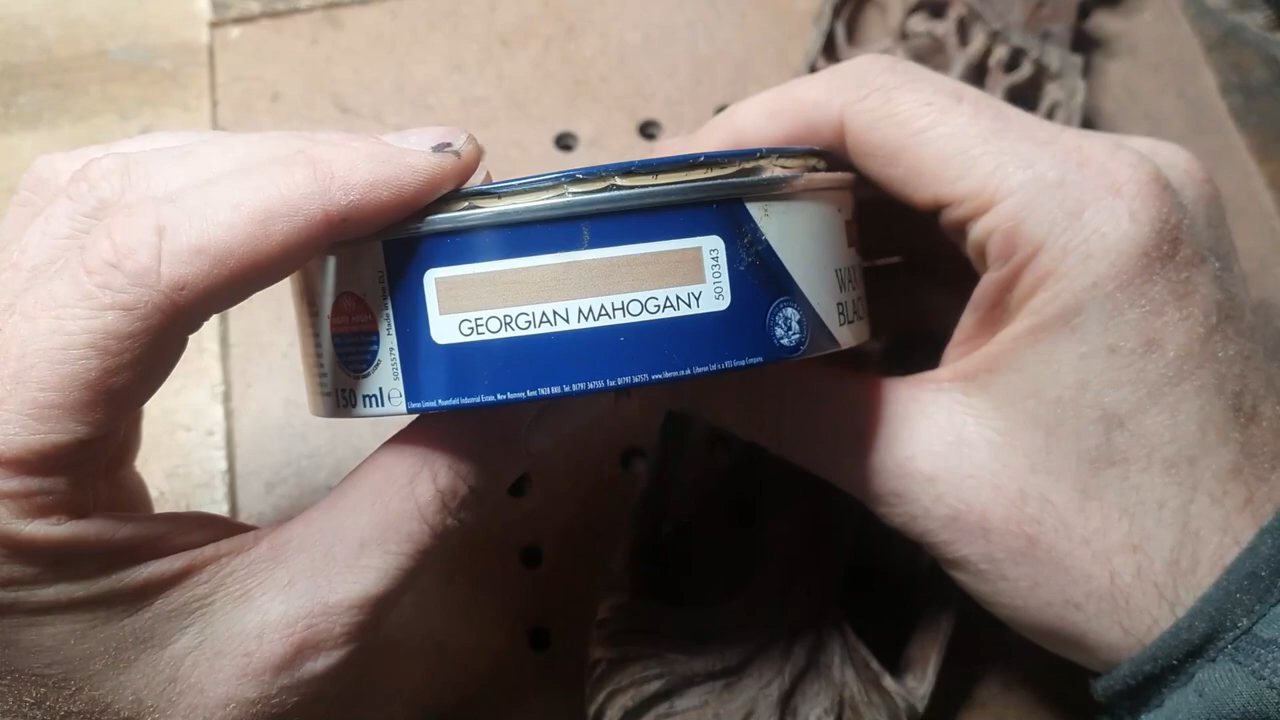 GEORGIAN MAHOGANY
5010343
WAX
BLAC
5025579 - Made in the EU
150 ml e
Liberon Limited, Mountfield Industrial Estate, New Romney, Kent TN28 8XU. Tel: 01797 367555 Fax: 01797 367575 www.liberon.co.uk Liberon Ltd is a V33 Group Company.